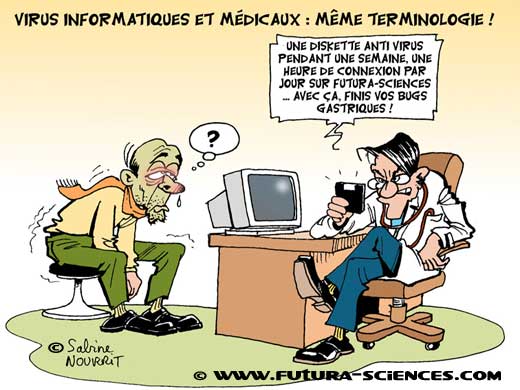 VIRUS INFORMATIQUES ET MÉDICAUX : MÊME TERMINOLOGIE !
UNE DISKETTE ANTI VIRUS
PENDANT UNE SEMAINE, UNE
HEURE DE CONNEXION PAR
JOUR SUR FUTURA-SCIENCES
... AVEC ÇA, FINIS VOS BUGS
GASTRIQUES !
?
© Sabine
NOURRIT
© WWW.FUTURA-SCIENCES.COM